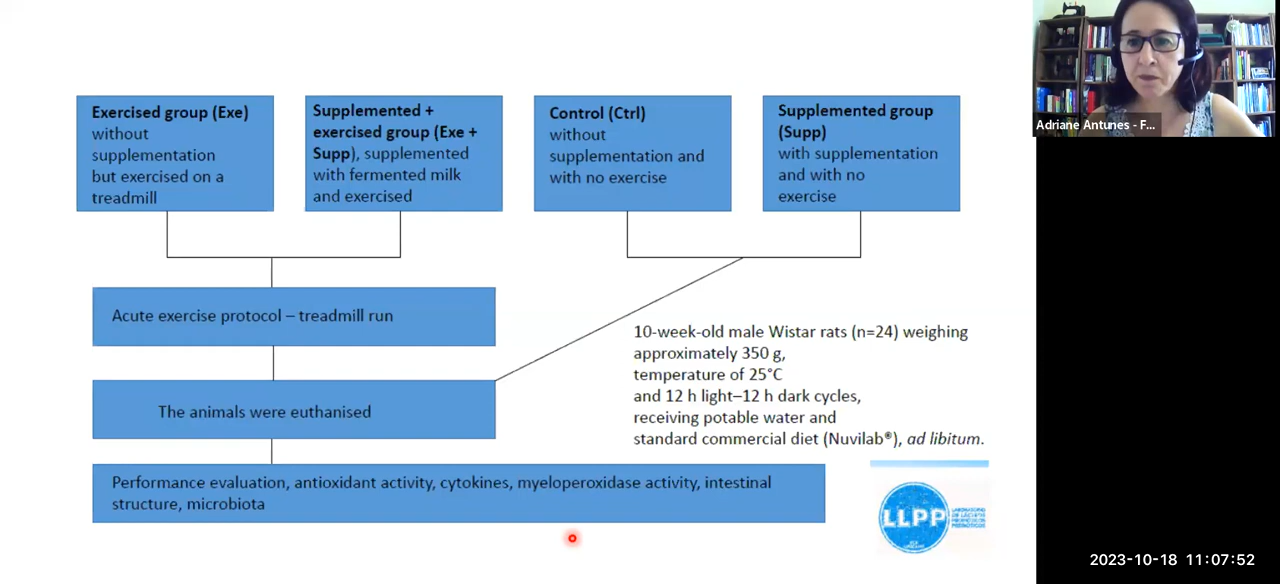 Exercised group (Exe)
without
supplementation
but exercised on a
treadmill
Supplemented +
exercised group (Exe +
Supp), supplemented
with fermented milk
and exercised
Control (Ctrl)
without
supplementation and
with no exercise
Supplemented group
(Supp)
with supplementation
and with no
exercise
Acute exercise protocol – treadmill run
The animals were euthanised
Performance evaluation, antioxidant activity, cytokines, myeloperoxidase activity, intestinal
structure, microbiota
10-week-old male Wistar rats (n=24) weighing
approximately 350 g,
temperature of 25°C
and 12 h light–12 h dark cycles,
receiving potable water and
standard commercial diet (Nuvilab®), ad libitum.
LLPP
Adriane Antunes - F...
2023-10-18 11:07:52